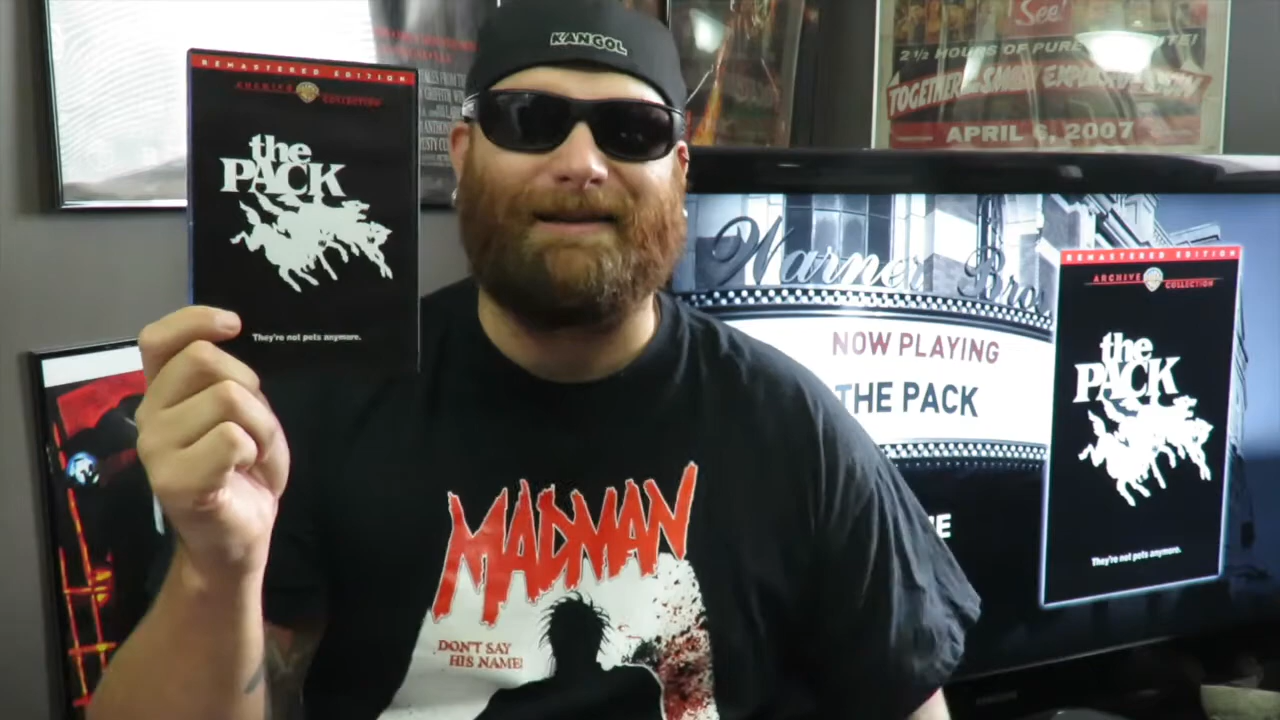 KANGOL
REMASTERED EDITION
ARCHIVE COLLECTION
the
PACK
They're not pets anymore.
MADMAN
DON'T SAY
HIS NAME!
See!
2 ½ HOURS OF PURE
APRIL 6, 2007
Warner Bros
NOW PLAYING
THE PACK
REMASTERED EDITION
ARCHIVE COLLECTION
the
PACK
They're not pets anymore.